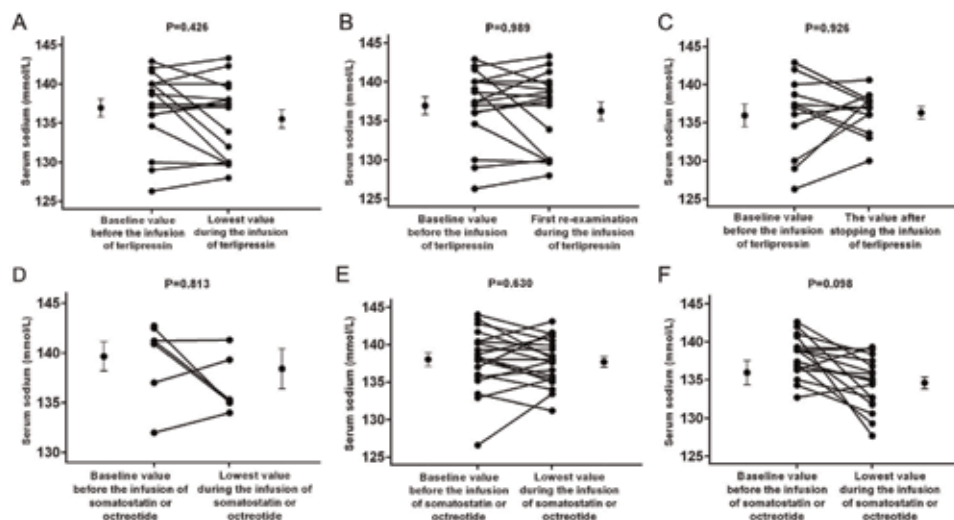 A
P=0.426
Serum sodium (mmol/L)
145
140
135
130
125
Baseline value
before the infusion
of terlipressin
Lowest value
during the infusion
of terlipressin
B
P=0.989
Serum sodium (mmol/L)
145
140
135
130
125
Baseline value
before the infusion
of terlipressin
First re-examination
during the infusion
of terlipressin
C
P=0.926
Serum sodium (mmol/L)
145
140
135
130
125
Baseline value
before the infusion
of terlipressin
The value after
stopping the infusion
of terlipressin
D
P=0.813
Serum sodium (mmol/L)
145
140
135
130
Baseline value
before the infusion of
somatostatin or
octreotide
Lowest value
during the infusion of
somatostatin or
octreotide
E
P=0.630
Serum sodium (mmol/L)
145
140
135
130
125
Baseline value
before the infusion
of somatostatin or
octreotide
Lowest value
during the infusion
of somatostatin or
octreotide
F
P=0.098
Serum sodium (mmol/L)
145
140
135
130
125
Baseline value
before the infusion of
somatostatin or
octreotide
Lowest value
during the infusion of
somatostatin or
octreotide